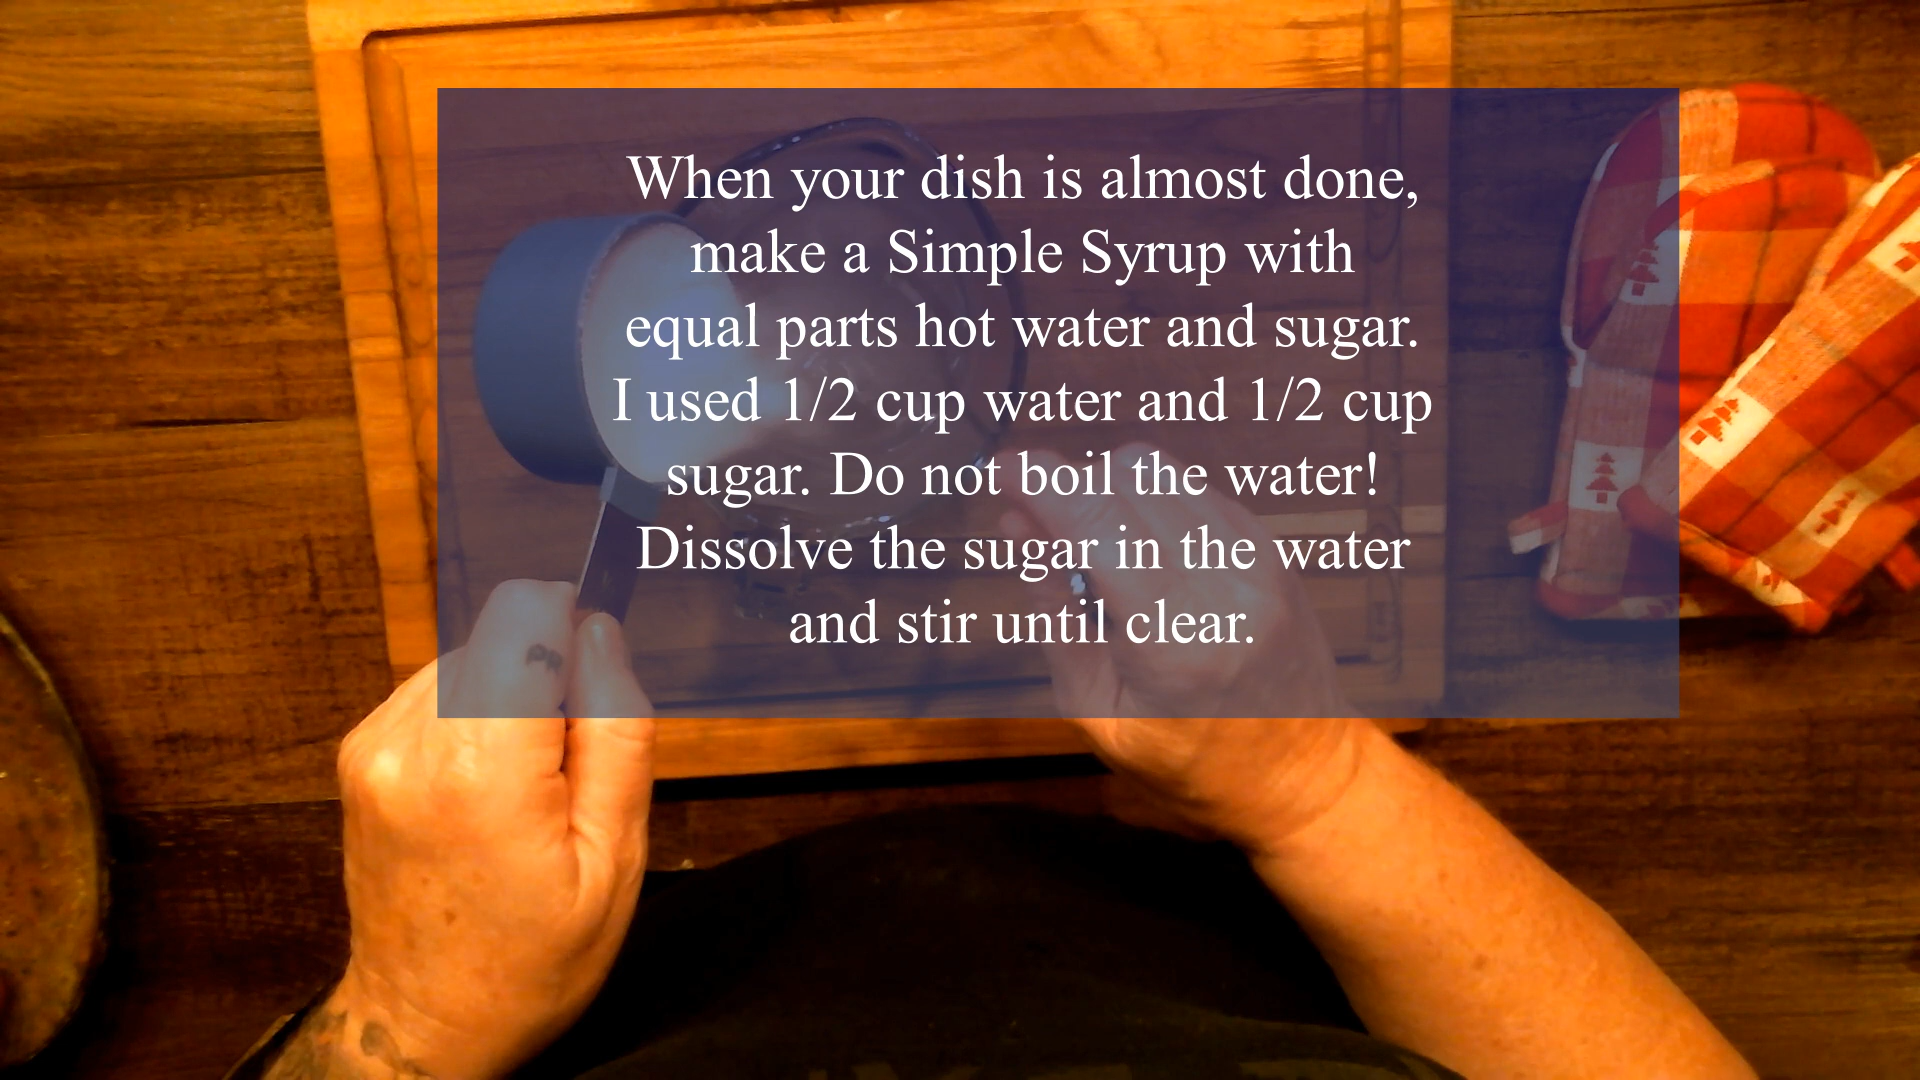 When your dish is almost done,
make a Simple Syrup with
equal parts hot water and sugar.
I used 1/2 cup water and 1/2 cup
sugar. Do not boil the water!
Dissolve the sugar in the water
and stir until clear.